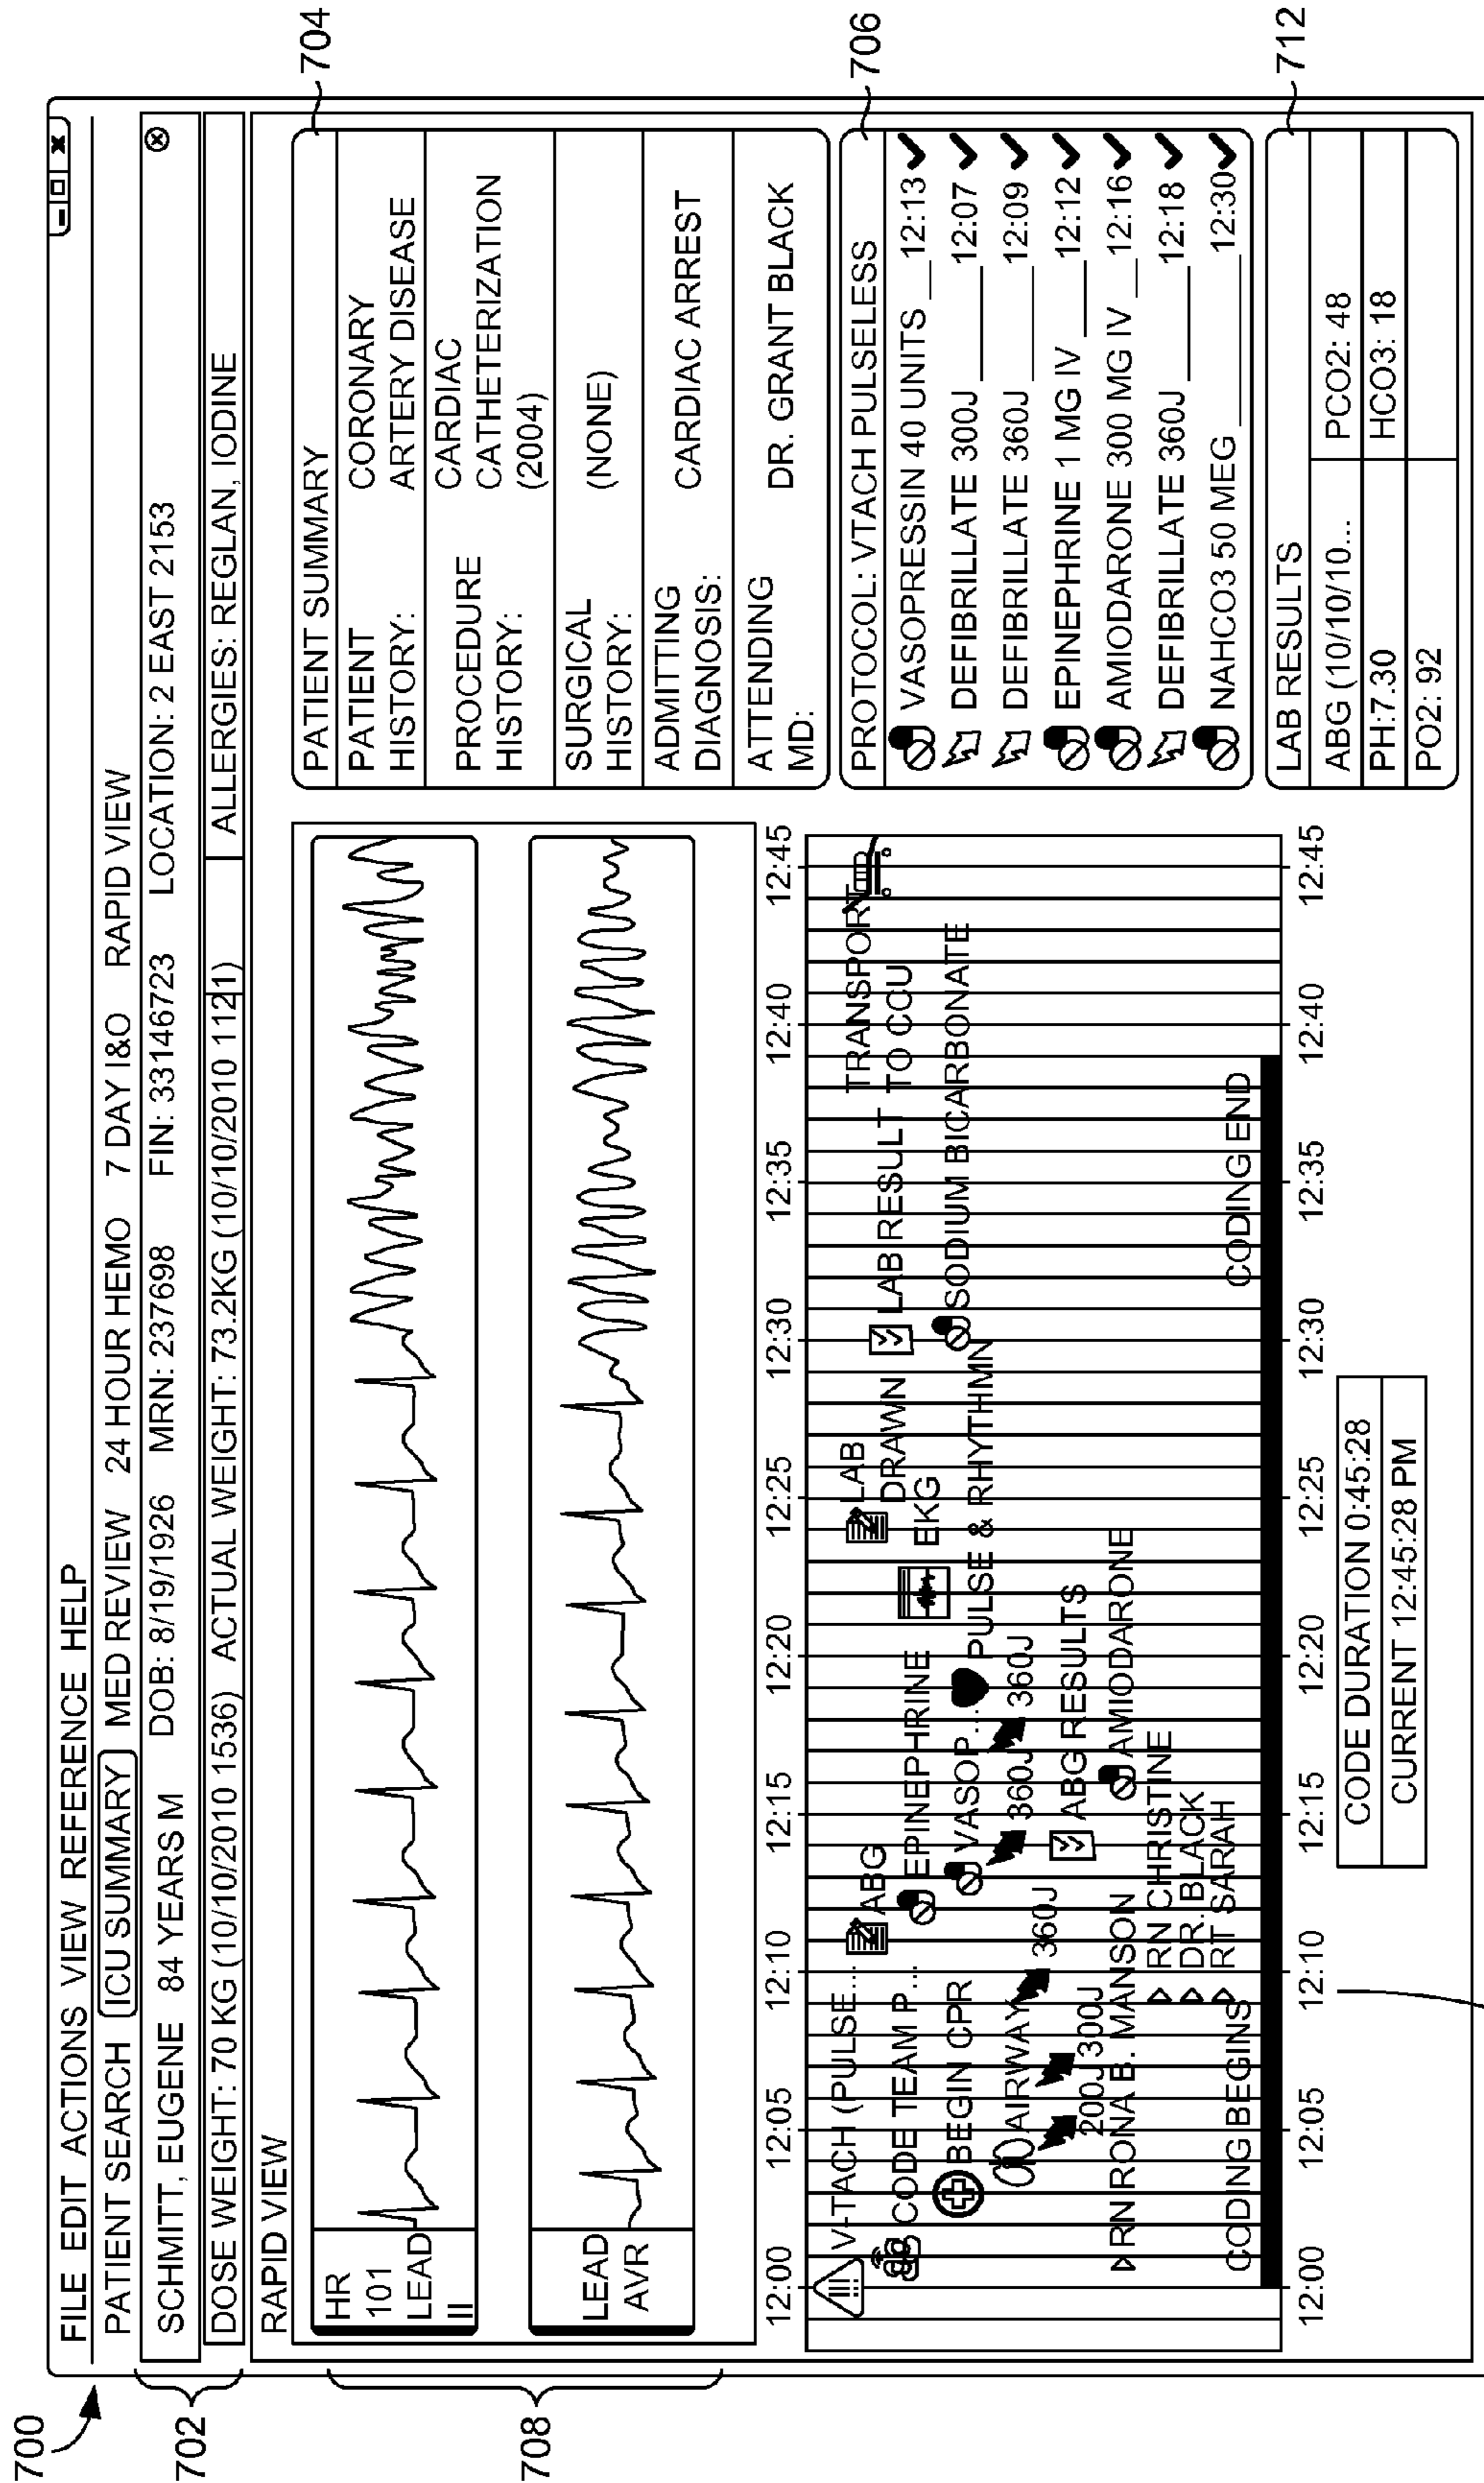 700
FILE EDIT ACTIONS VIEW REFERENCE HELP
PATIENT SEARCH ICU SUMMARY MED REVIEW 24 HOUR HEMO 7 DAY I&O RAPID VIEW
702
SCHMITT, EUGENE 84 YEARS M DOB: 8/19/1926 MRN: 237698 FIN: 33146723 LOCATION: 2 EAST 2153
DOSE WEIGHT: 70 KG (10/10/2010 1536) ACTUAL WEIGHT: 73.2KG (10/10/2010 1121) ALLERGIES: REGLAN, IODINE
RAPID VIEW
708
HR
101
LEAD
II
LEAD
AVR
704
PATIENT SUMMARY
PATIENT CORONARY
HISTORY: ARTERY DISEASE
PROCEDURE CARDIAC
HISTORY: CATHETERIZATION
(2004)
SURGICAL (NONE)
HISTORY:
ADMITTING
DIAGNOSIS: CARDIAC ARREST
ATTENDING DR. GRANT BLACK
MD:
12:00 12:05 12:10 12:15 12:20 12:25 12:30 12:35 12:40 12:45
V-TACH (PULSE... ABG LAB TRANSPORT
DRAWN LAB RESULT TO CCU
CODE TEAM P... EPINEPHRINE EKG
BEGIN CPR VASOP... PULSE & RHYTHMN SODIUM BICARBONATE
AIRWAY 360J 360J 360J
200J 300J ABG RESULTS
RN RONA B. MANSON AMIODARONE
RN CHRISTINE
DR. BLACK
RT SARAH
CODING BEGINS CODING END
12:00 12:05 12:10 12:15 12:20 12:25 12:30 12:35 12:40 12:45
CODE DURATION 0:45:28
CURRENT 12:45:28 PM
706
PROTOCOL: VTACH PULSELESS
VASOPRESSIN 40 UNITS __ 12:13
DEFIBRILLATE 300J ______ 12:07
DEFIBRILLATE 360J ______ 12:09
EPINEPHRINE 1 MG IV ____ 12:12
AMIODARONE 300 MG IV __ 12:16
DEFIBRILLATE 360J ______ 12:18
NAHCO3 50 MEG ________ 12:30
712
LAB RESULTS
ABG (10/10/10... PCO2: 48
PH:7.30 HCO3: 18
PO2: 92